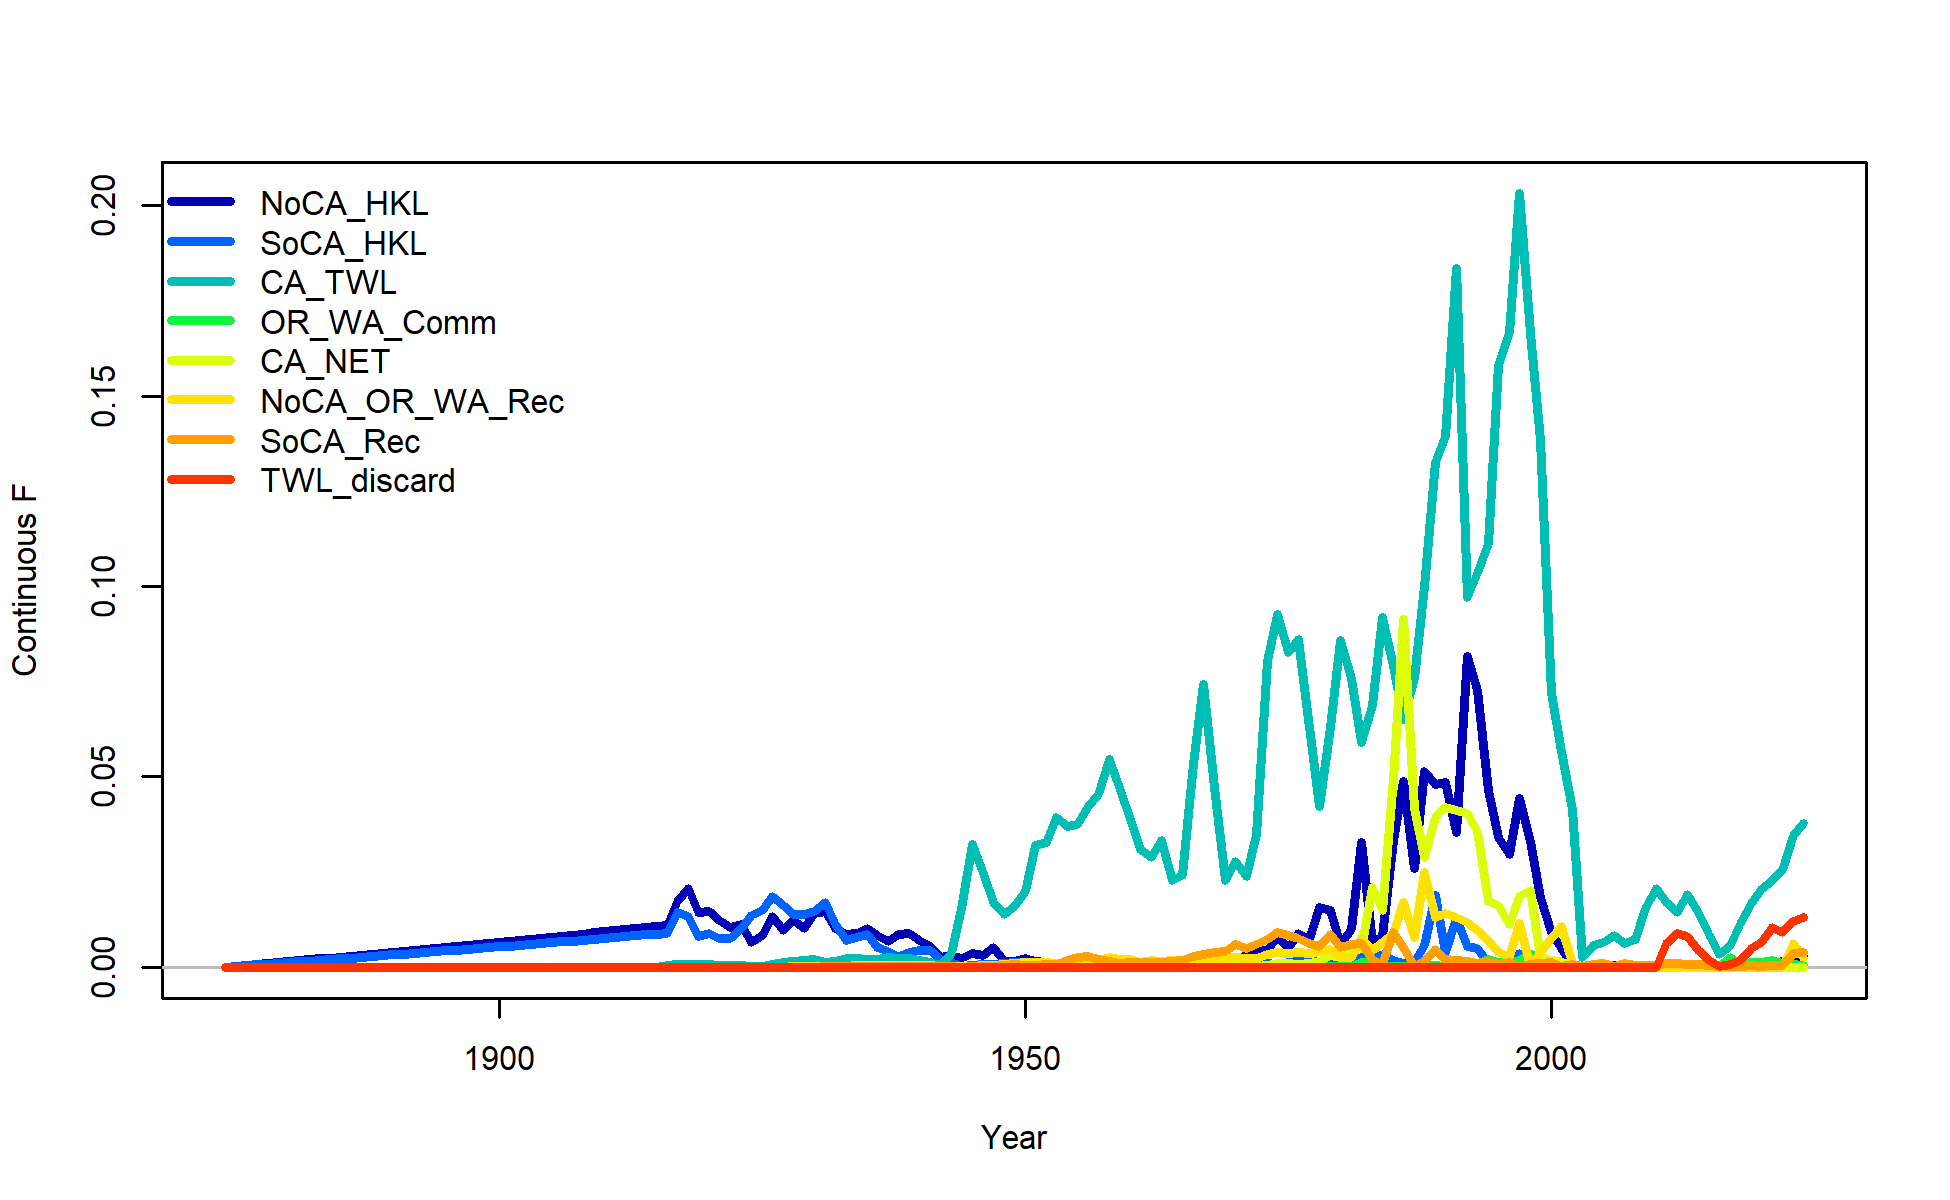 NoCA_HKL
SoCA_HKL
CA_TWL
OR_WA_Comm
CA_NET
NoCA_OR_WA_Rec
SoCA_Rec
TWL_discard
0.20
0.15
0.10
0.05
0.00
Continuous F
1900 1950 2000
Year